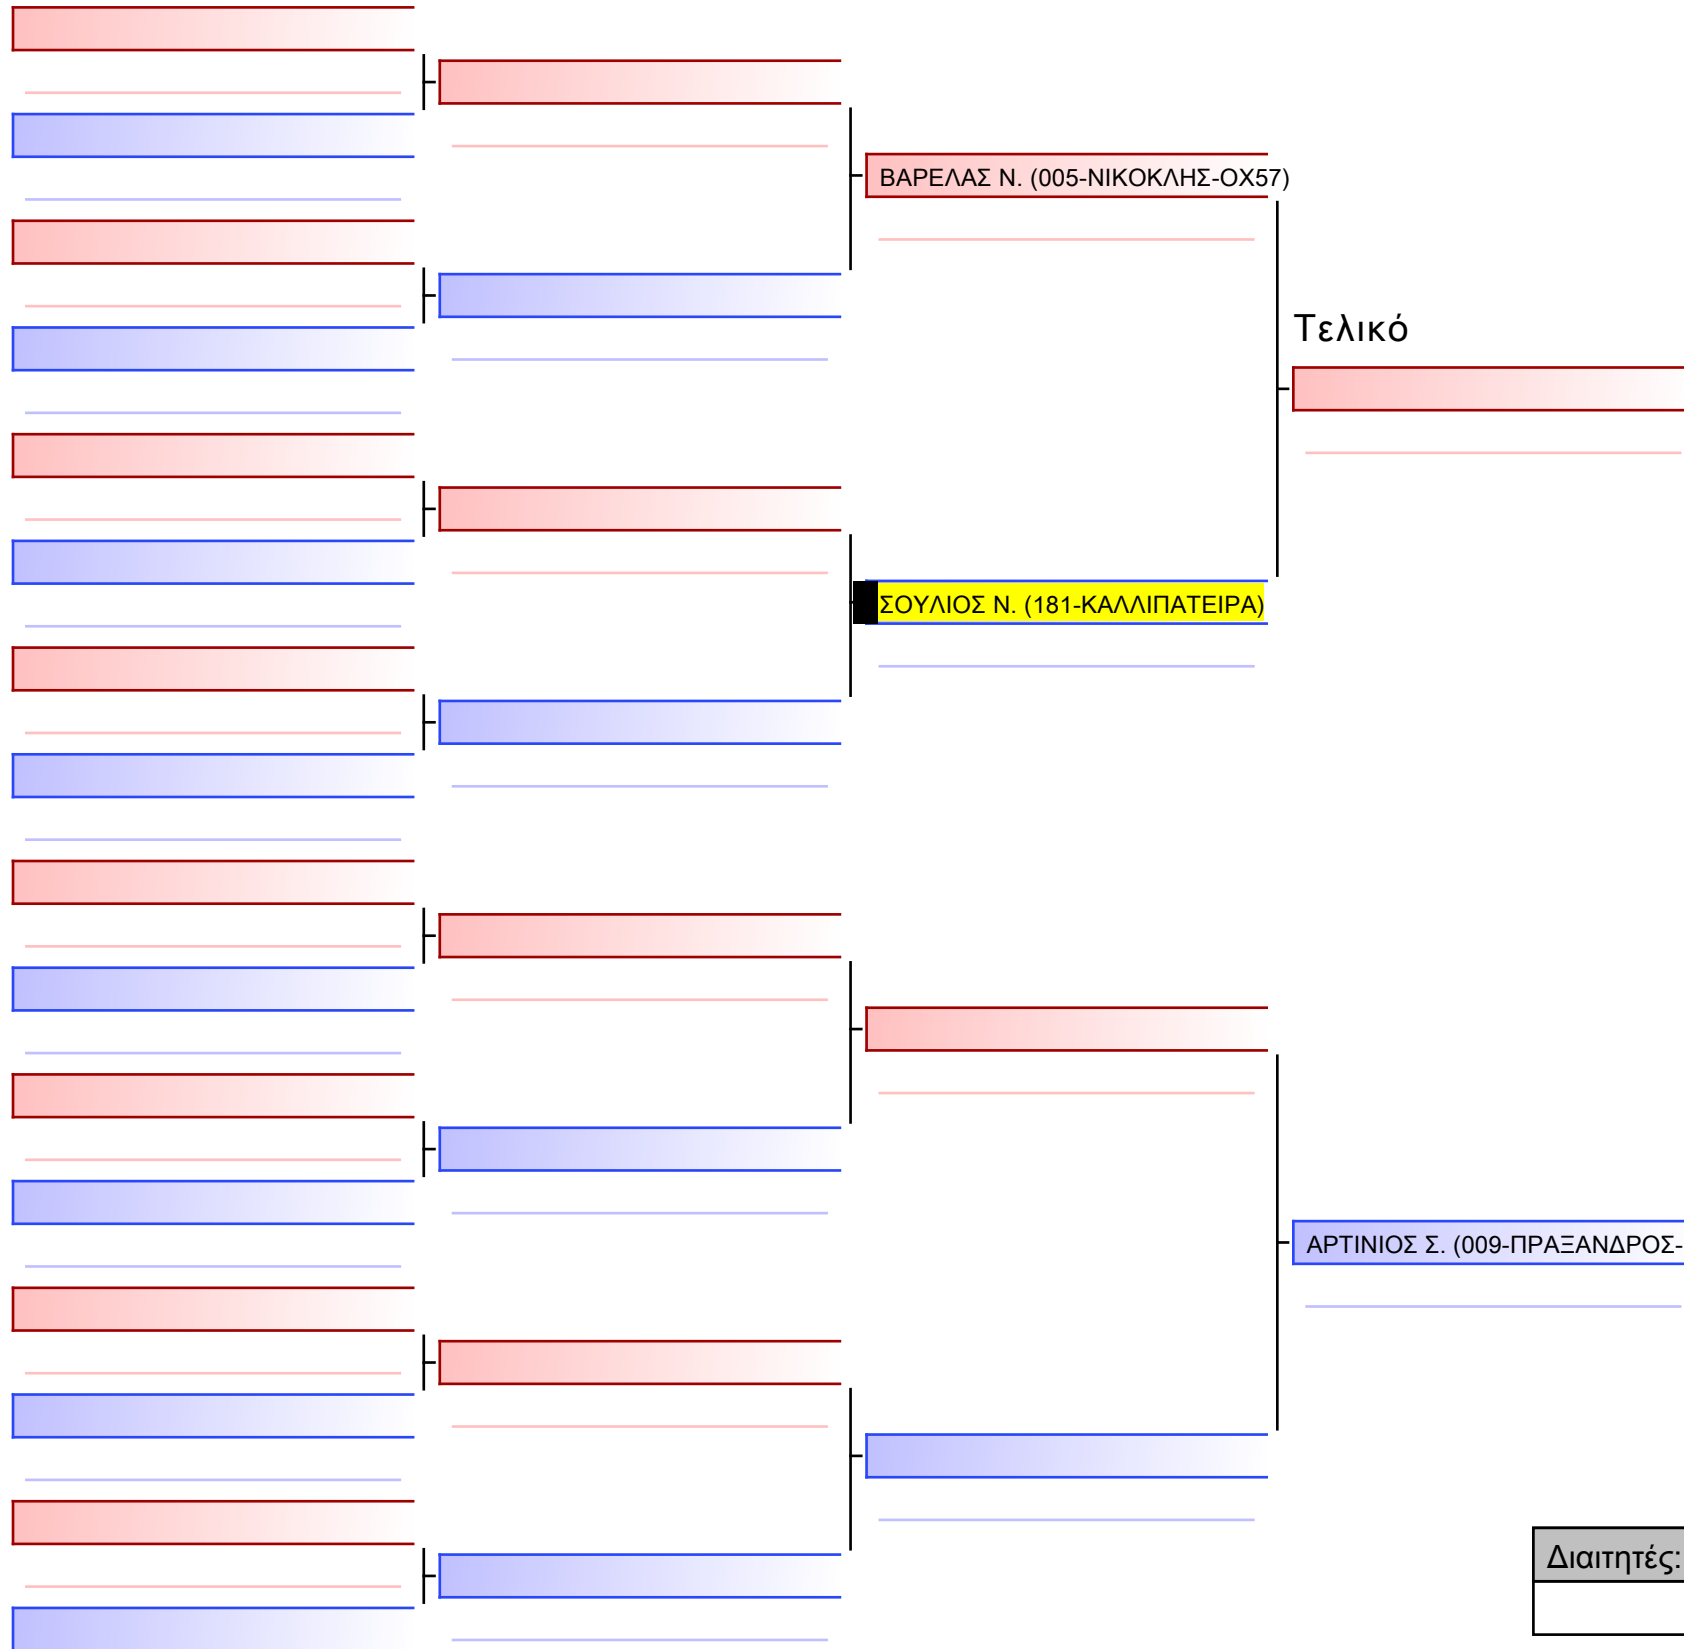 ΒΑΡΕΛΑΣ Ν. (005-ΝΙΚΟΚΛΗΣ-ΟΧ57)
Τελικό
ΣΟΥΛΙΟΣ Ν. (181-ΚΑΛΛΙΠΑΤΕΙΡΑ)
ΑΡΤΙΝΙΟΣ Σ. (009-ΠΡΑΞΑΝΔΡΟΣ-
Διαιτητές: